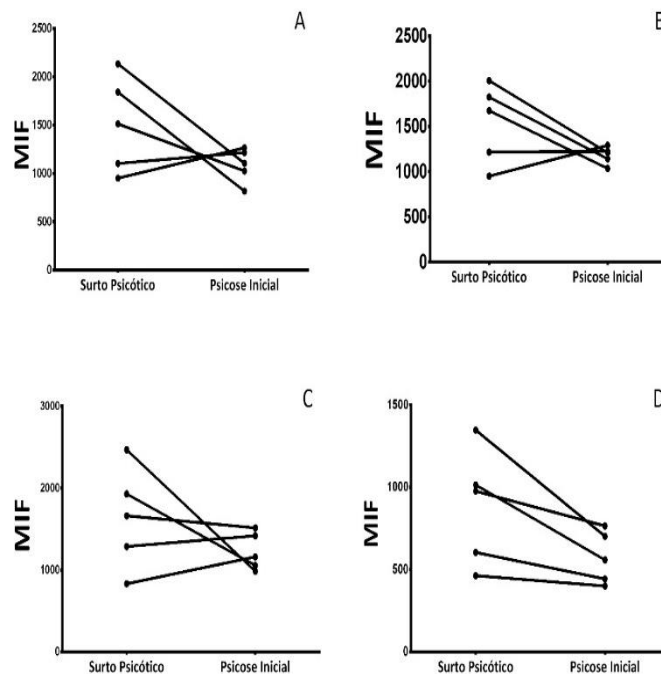 A
2500
2000
1500
1000
500
0
MIF
Surto Psicótico
Psicose Inicial
B
2500
2000
1500
1000
500
0
MIF
Surto Psicótico
Psicose Inicial
C
3000
2000
1000
0
MIF
Surto Psicótico
Psicose Inicial
D
1500
1000
500
0
MIF
Surto Psicótico
Psicose Inicial